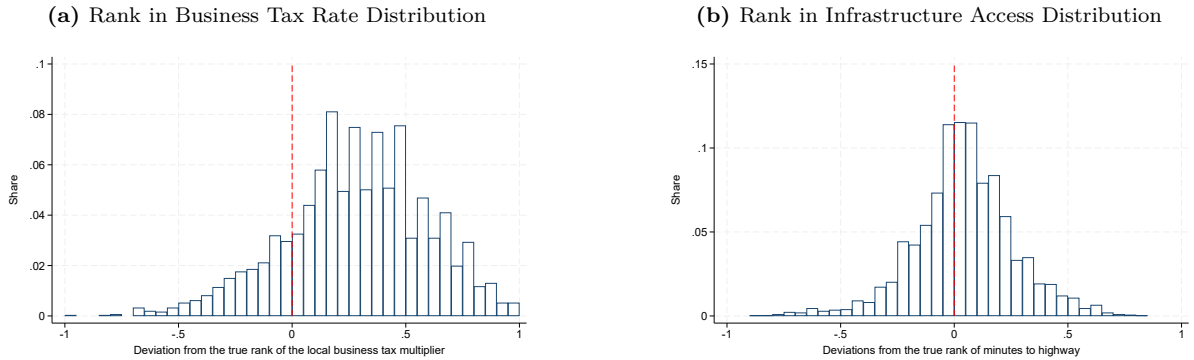 (a) Rank in Business Tax Rate Distribution
.1
.08
.06
.04
.02
0
Share
-1 -.5 0 .5 1
Deviation from the true rank of the local business tax multiplier
(b) Rank in Infrastructure Access Distribution
.15
.1
.05
0
Share
-1 -.5 0 .5 1
Deviations from the true rank of minutes to highway